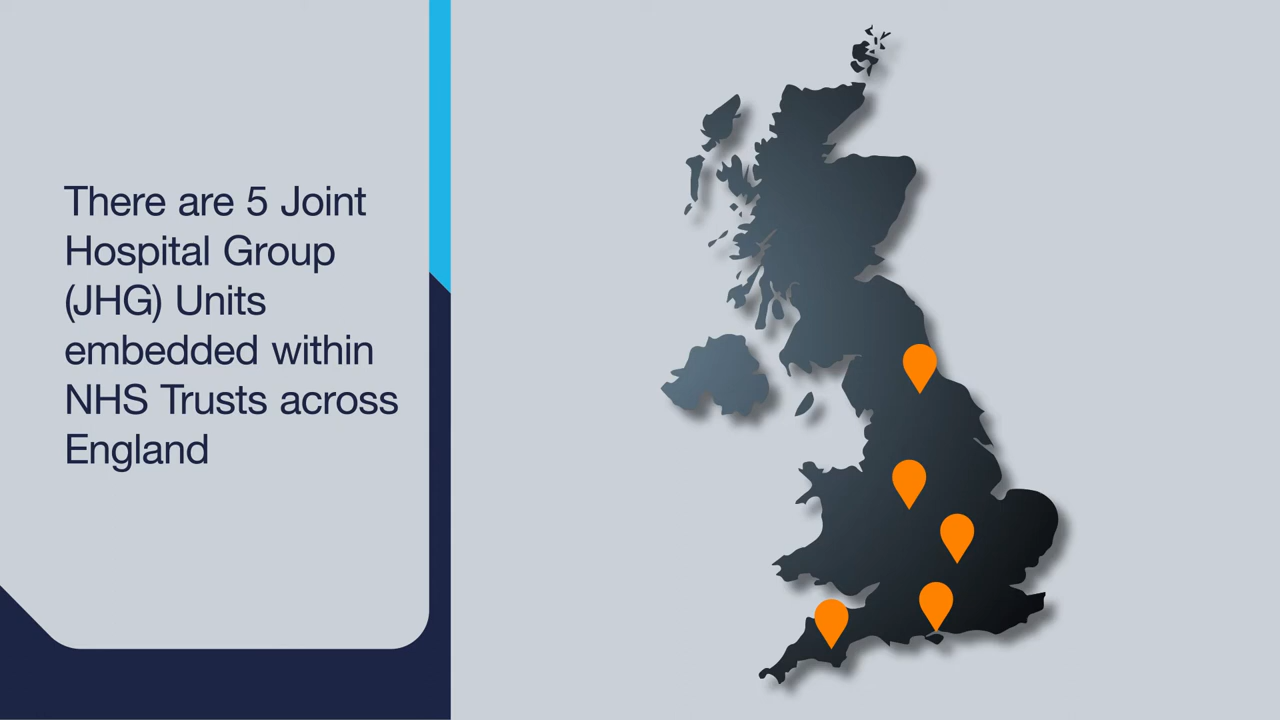 There are 5 Joint
Hospital Group
(JHG) Units
embedded within
NHS Trusts across
England